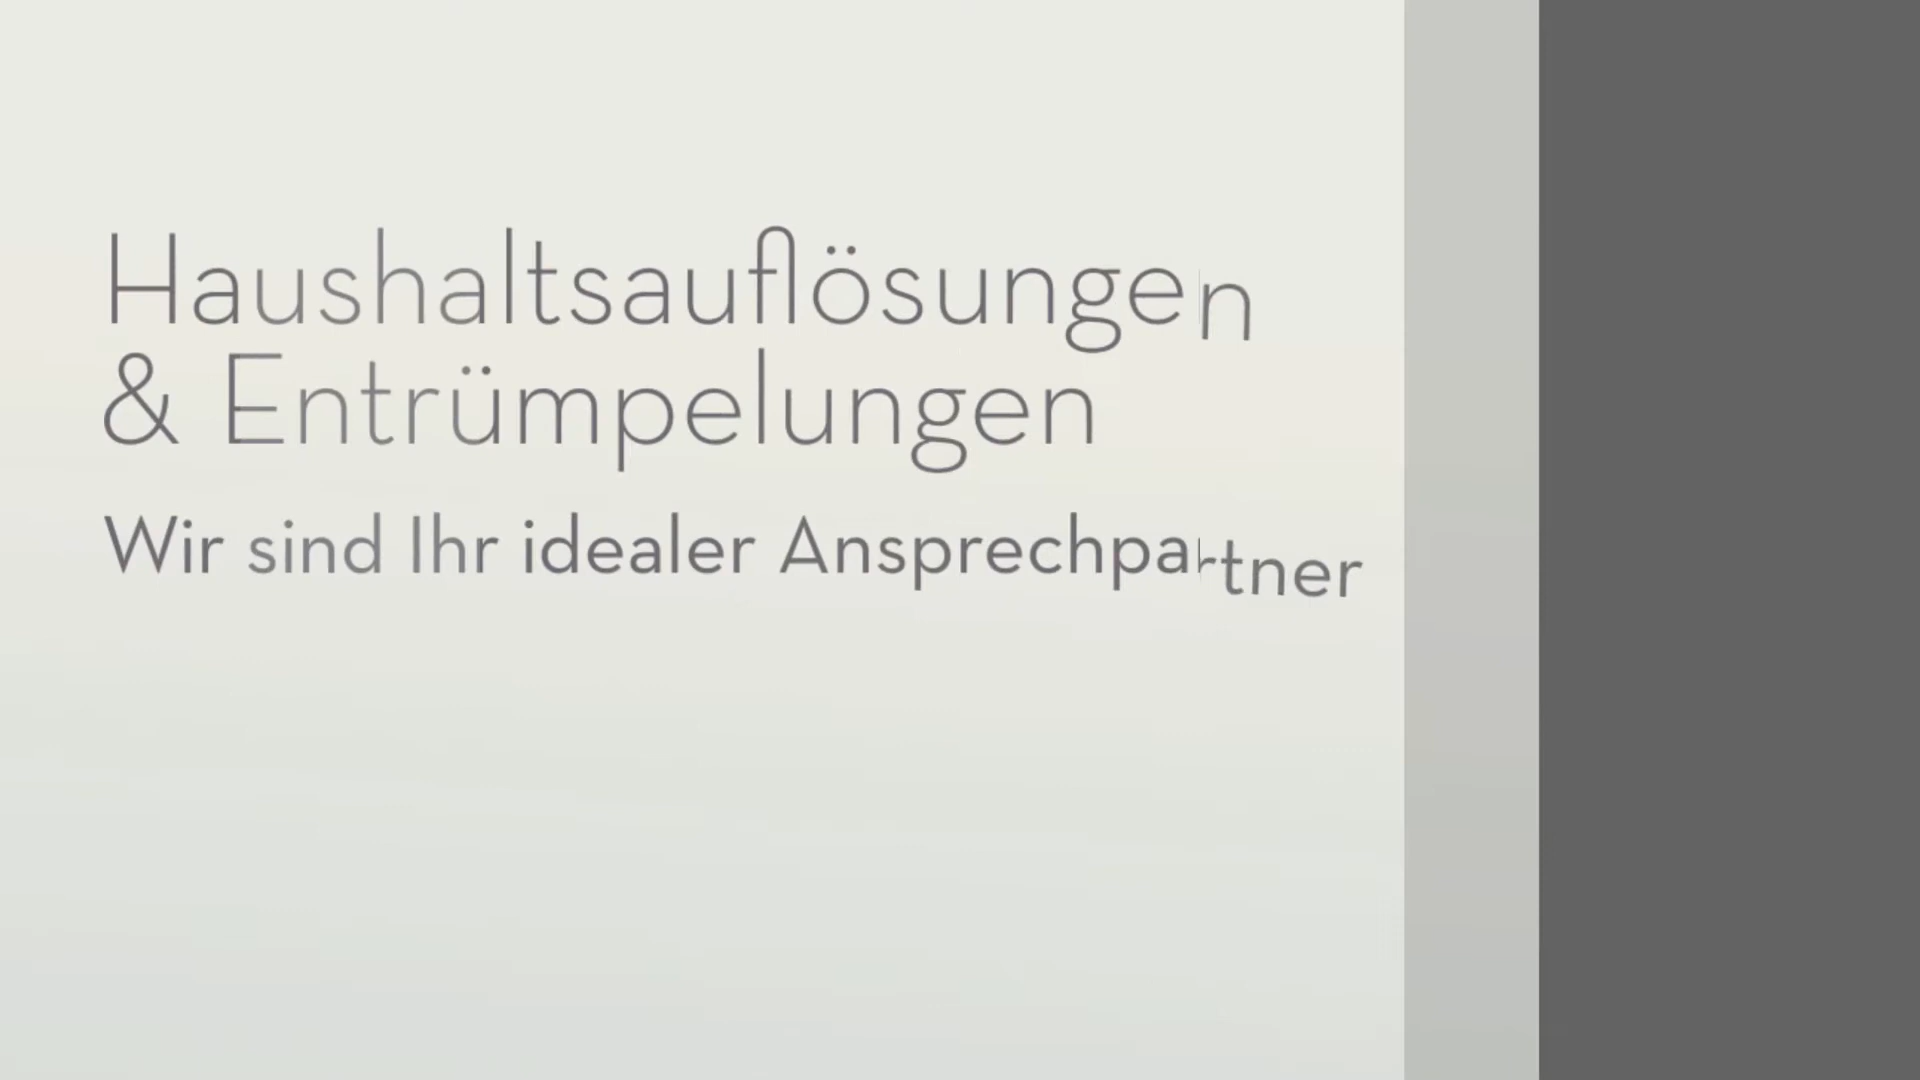 Haushaltsauflösungen
& Entrümpelungen
Wir sind Ihr idealer Ansprechpartner